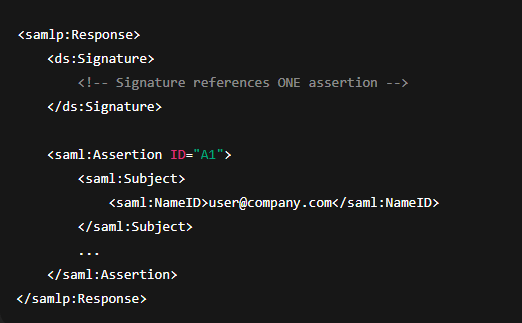 <samlp:Response>
    <ds:Signature>
        <!-- Signature references ONE assertion -->
    </ds:Signature>

    <saml:Assertion ID="A1">
        <saml:Subject>
            <saml:NameID>user@company.com</saml:NameID>
        </saml:Subject>
        ...
    </saml:Assertion>
</samlp:Response>